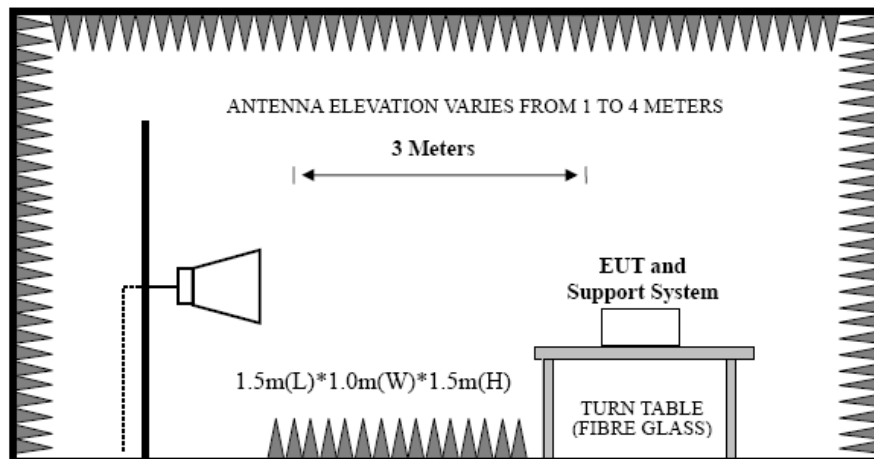 ANTENNA ELEVATION VARIES FROM 1 TO 4 METERS
3 Meters
EUT and
Support System
1.5m(L)*1.0m(W)*1.5m(H)
TURN TABLE
(FIBRE GLASS)